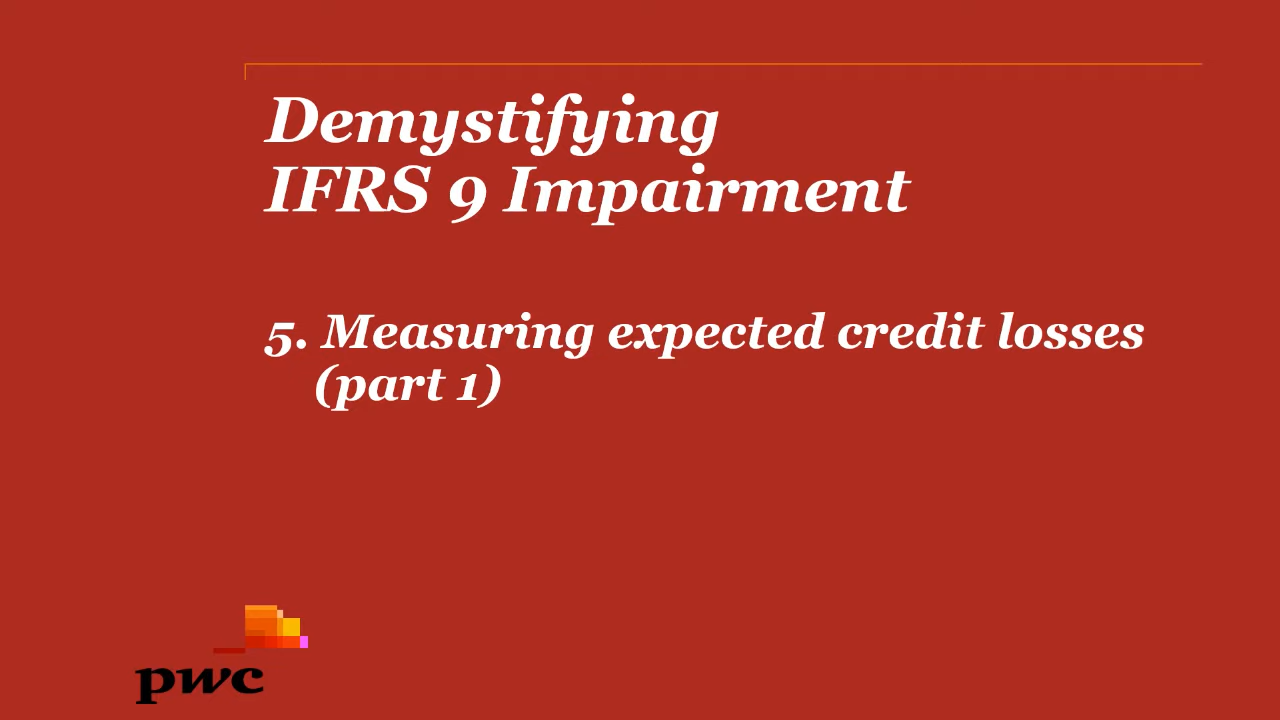 Demystifying
IFRS 9 Impairment
5. Measuring expected credit losses
(part 1)
pwc